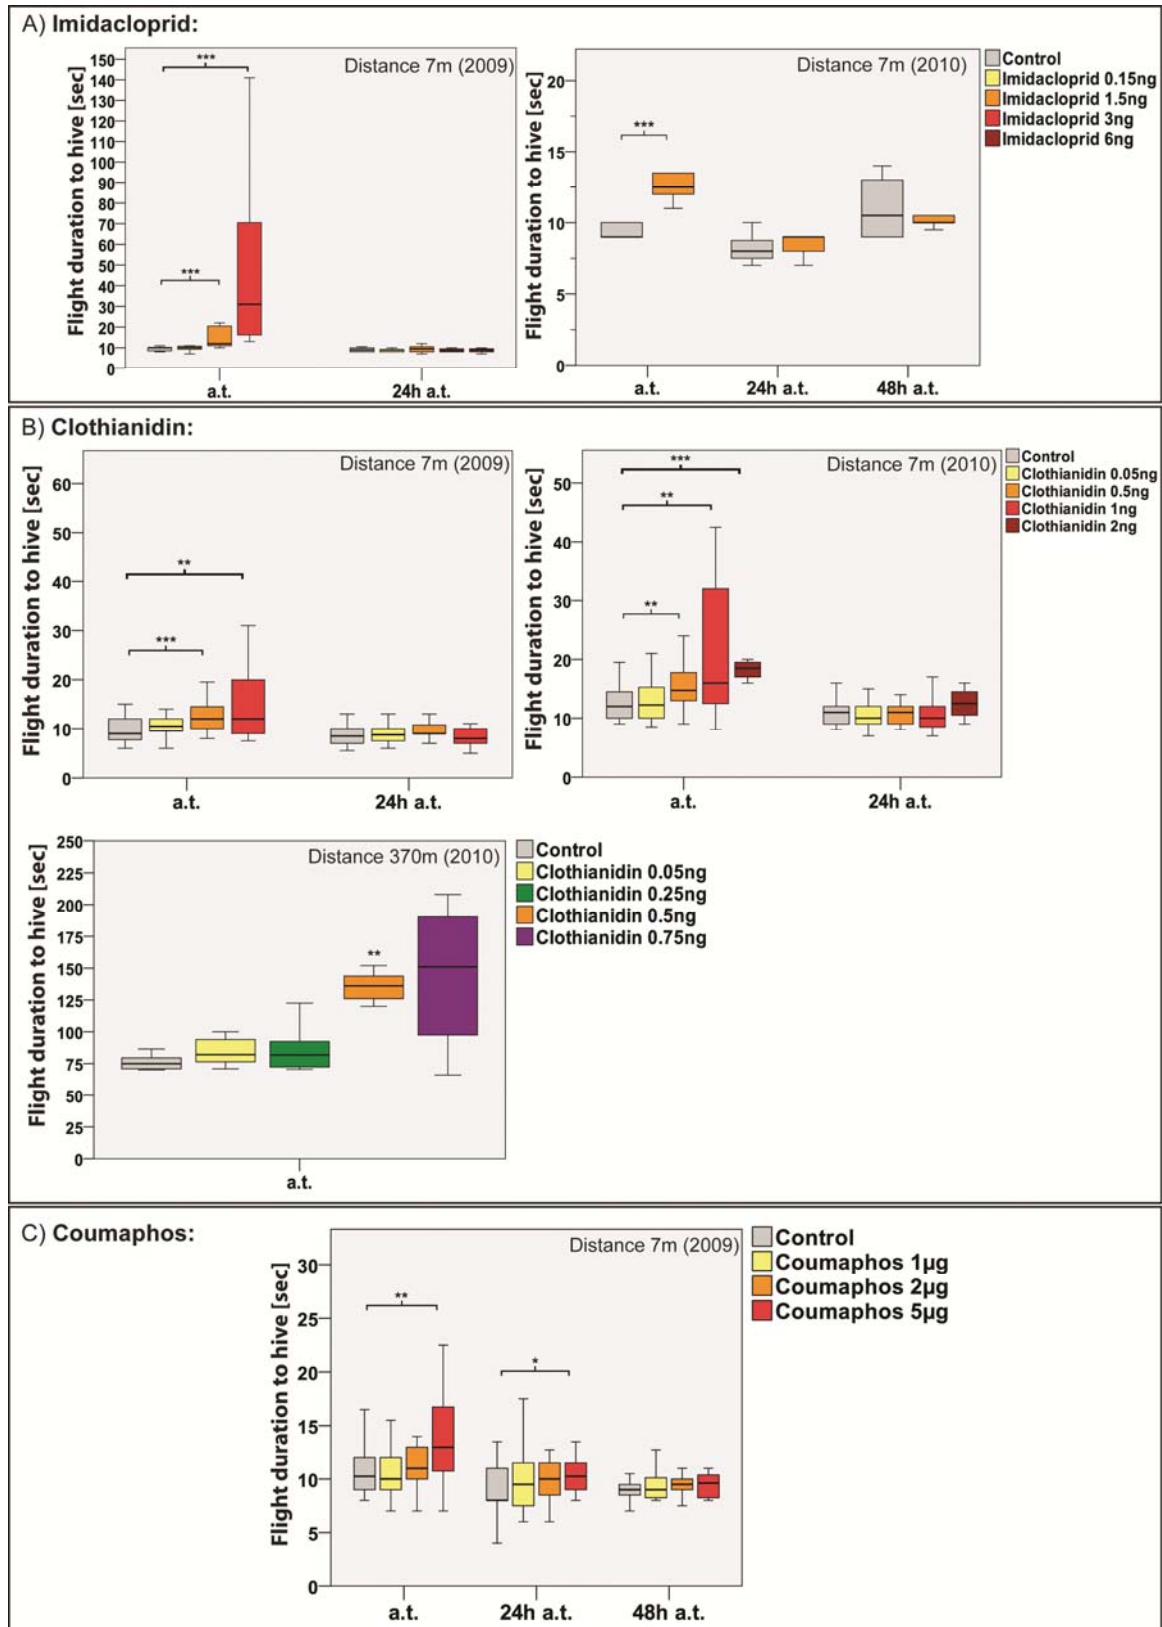 A) Imidacloprid:
Flight duration to hive [sec]
150
140
130
120
110
100
90
80
70
60
50
40
30
20
10
0
Distance 7m (2009)
***
***
a.t.
24h a.t.
Flight duration to hive [sec]
20
15
10
5
0
Distance 7m (2010)
***
a.t.
24h a.t.
48h a.t.
Control
Imidacloprid 0.15ng
Imidacloprid 1.5ng
Imidacloprid 3ng
Imidacloprid 6ng
B) Clothianidin:
Flight duration to hive [sec]
60
50
40
30
20
10
0
Distance 7m (2009)
**
***
a.t.
24h a.t.
Flight duration to hive [sec]
50
40
30
20
10
0
Distance 7m (2010)
***
**
**
a.t.
24h a.t.
Control
Clothianidin 0.05ng
Clothianidin 0.5ng
Clothianidin 1ng
Clothianidin 2ng
Flight duration to hive [sec]
250
225
200
175
150
125
100
75
50
25
0
Distance 370m (2010)
**
a.t.
Control
Clothianidin 0.05ng
Clothianidin 0.25ng
Clothianidin 0.5ng
Clothianidin 0.75ng
C) Coumaphos:
Flight duration to hive [sec]
30
25
20
15
10
5
0
Distance 7m (2009)
**
*
a.t.
24h a.t.
48h a.t.
Control
Coumaphos 1µg
Coumaphos 2µg
Coumaphos 5µg